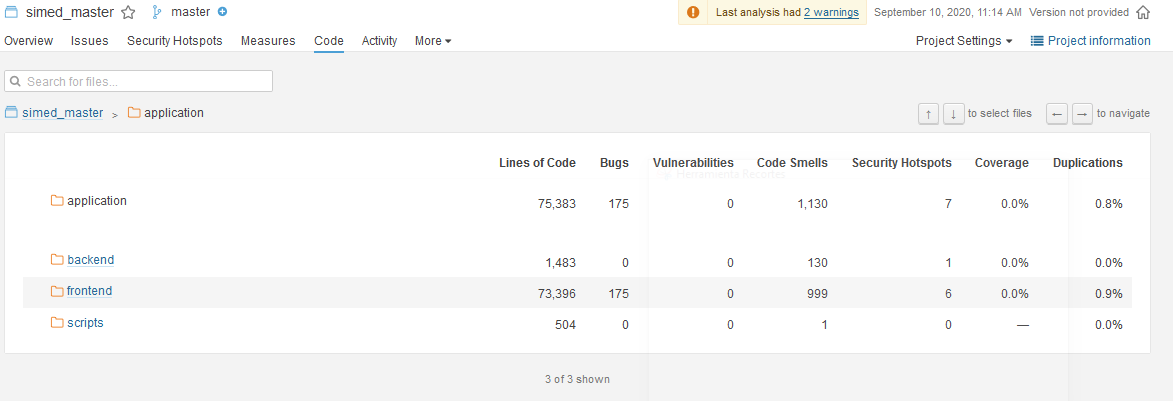 simed_master master Last analysis had 2 warnings September 10, 2020, 11:14 AM Version not provided
Overview Issues Security Hotspots Measures Code Activity More Project Settings Project information
Search for files...
simed_master > application ↑ ↓ to select files ← → to navigate
Lines of Code Bugs Vulnerabilities Code Smells Security Hotspots Coverage Duplications
application 75,383 175 0 1,130 7 0.0% 0.8%
backend 1,483 0 0 130 1 0.0% 0.0%
frontend 73,396 175 0 999 6 0.0% 0.9%
scripts 504 0 0 1 0 — 0.0%
3 of 3 shown